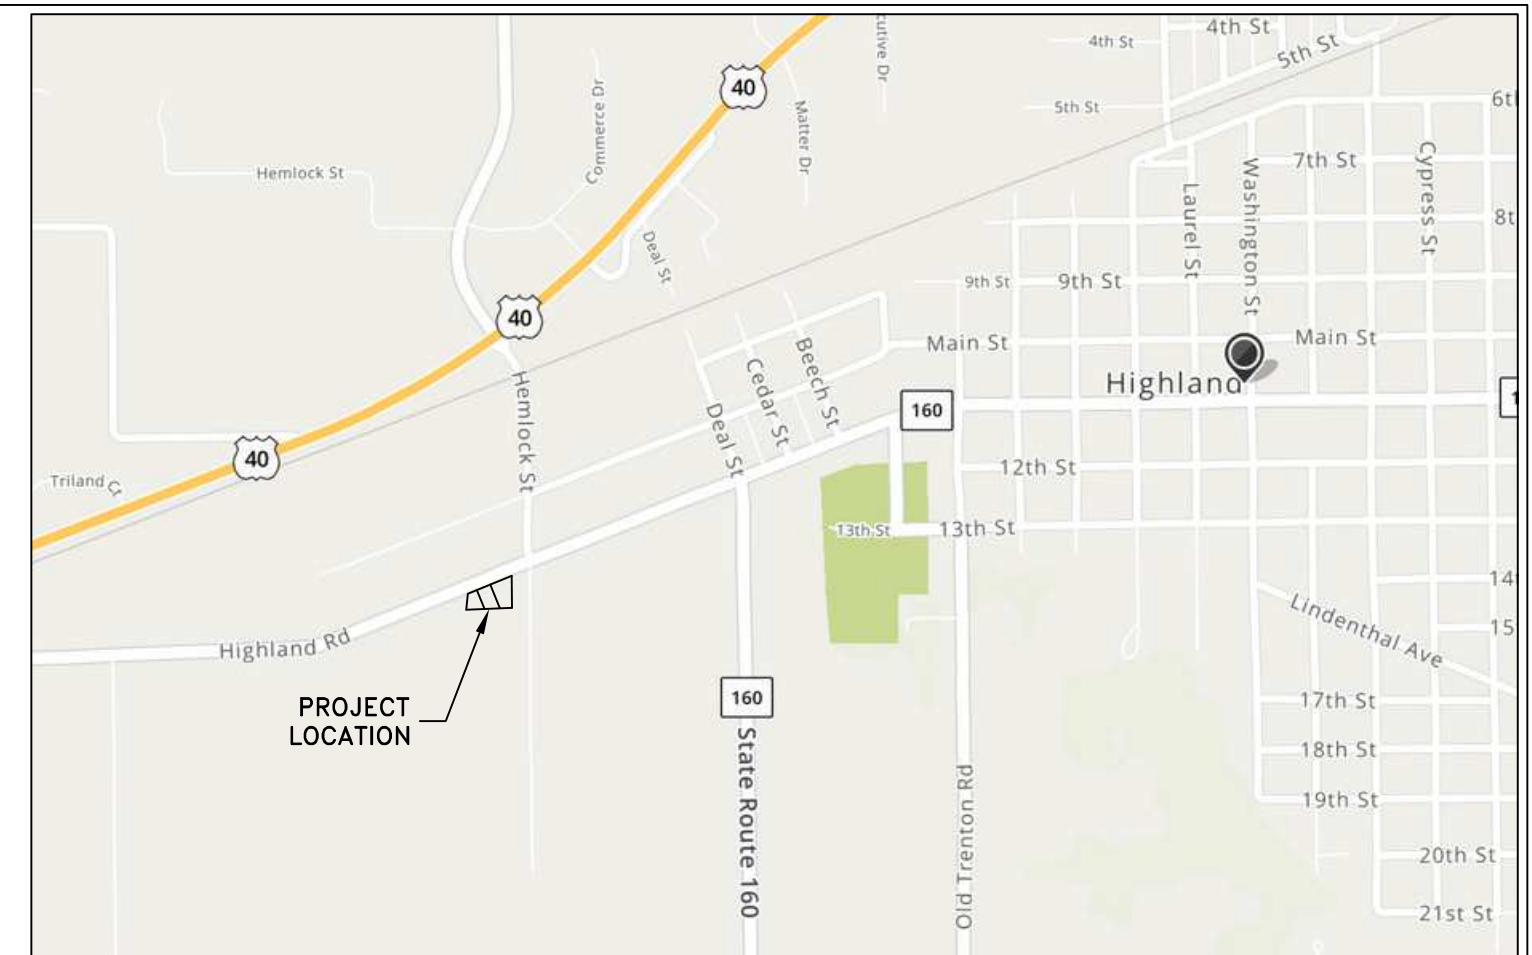 4th St
4th St
5th St
5th St
cutive Dr
40
Commerce Dr
Matter Dr
6t
Hemlock St
7th St
Laurel St
Washington St
Cypress St
8t
Deal St
9th St
9th St
40
Main St
Main St
Hemlock St
Beech St
Cedar St
Deal St
Highland
160
1
40
12th St
Triland Ct
13th St
13th St
14
Lindenthal Ave
15
Highland Rd
PROJECT
LOCATION
160
17th St
State Route 160
18th St
Old Trenton Rd
19th St
20th St
21st St